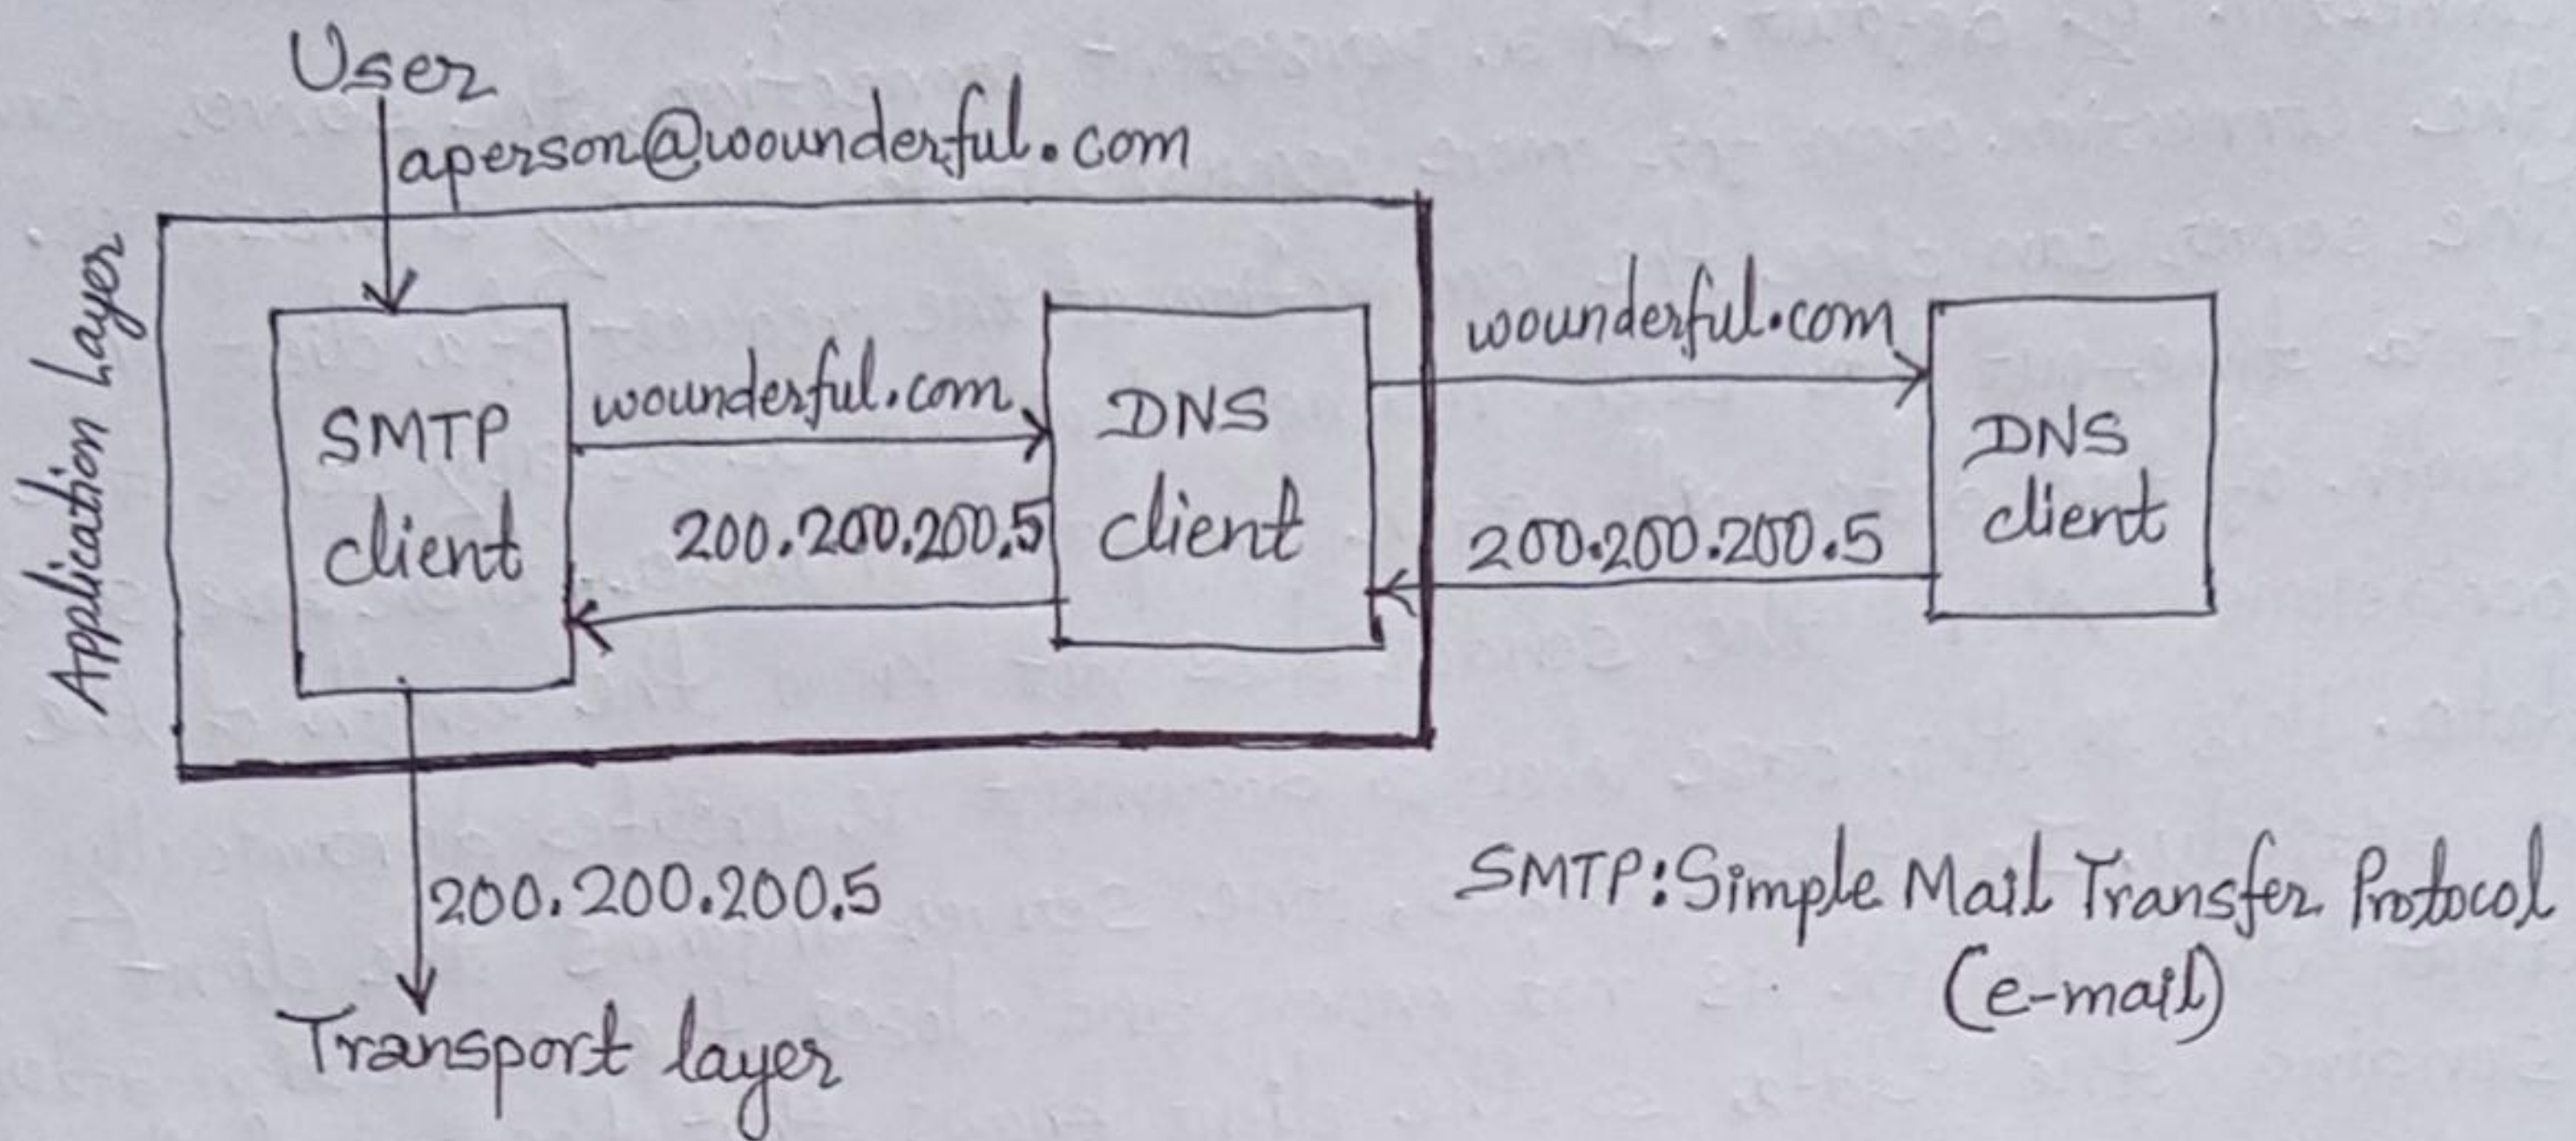 User
aperson@wounderful.com
Application Layer
SMTP
client
wounderful.com
200.200.200.5
DNS
client
wounderful.com
200.200.200.5
DNS
client
200.200.200.5
Transport layer
SMTP:Simple Mail Transfer Protocol
(e-mail)